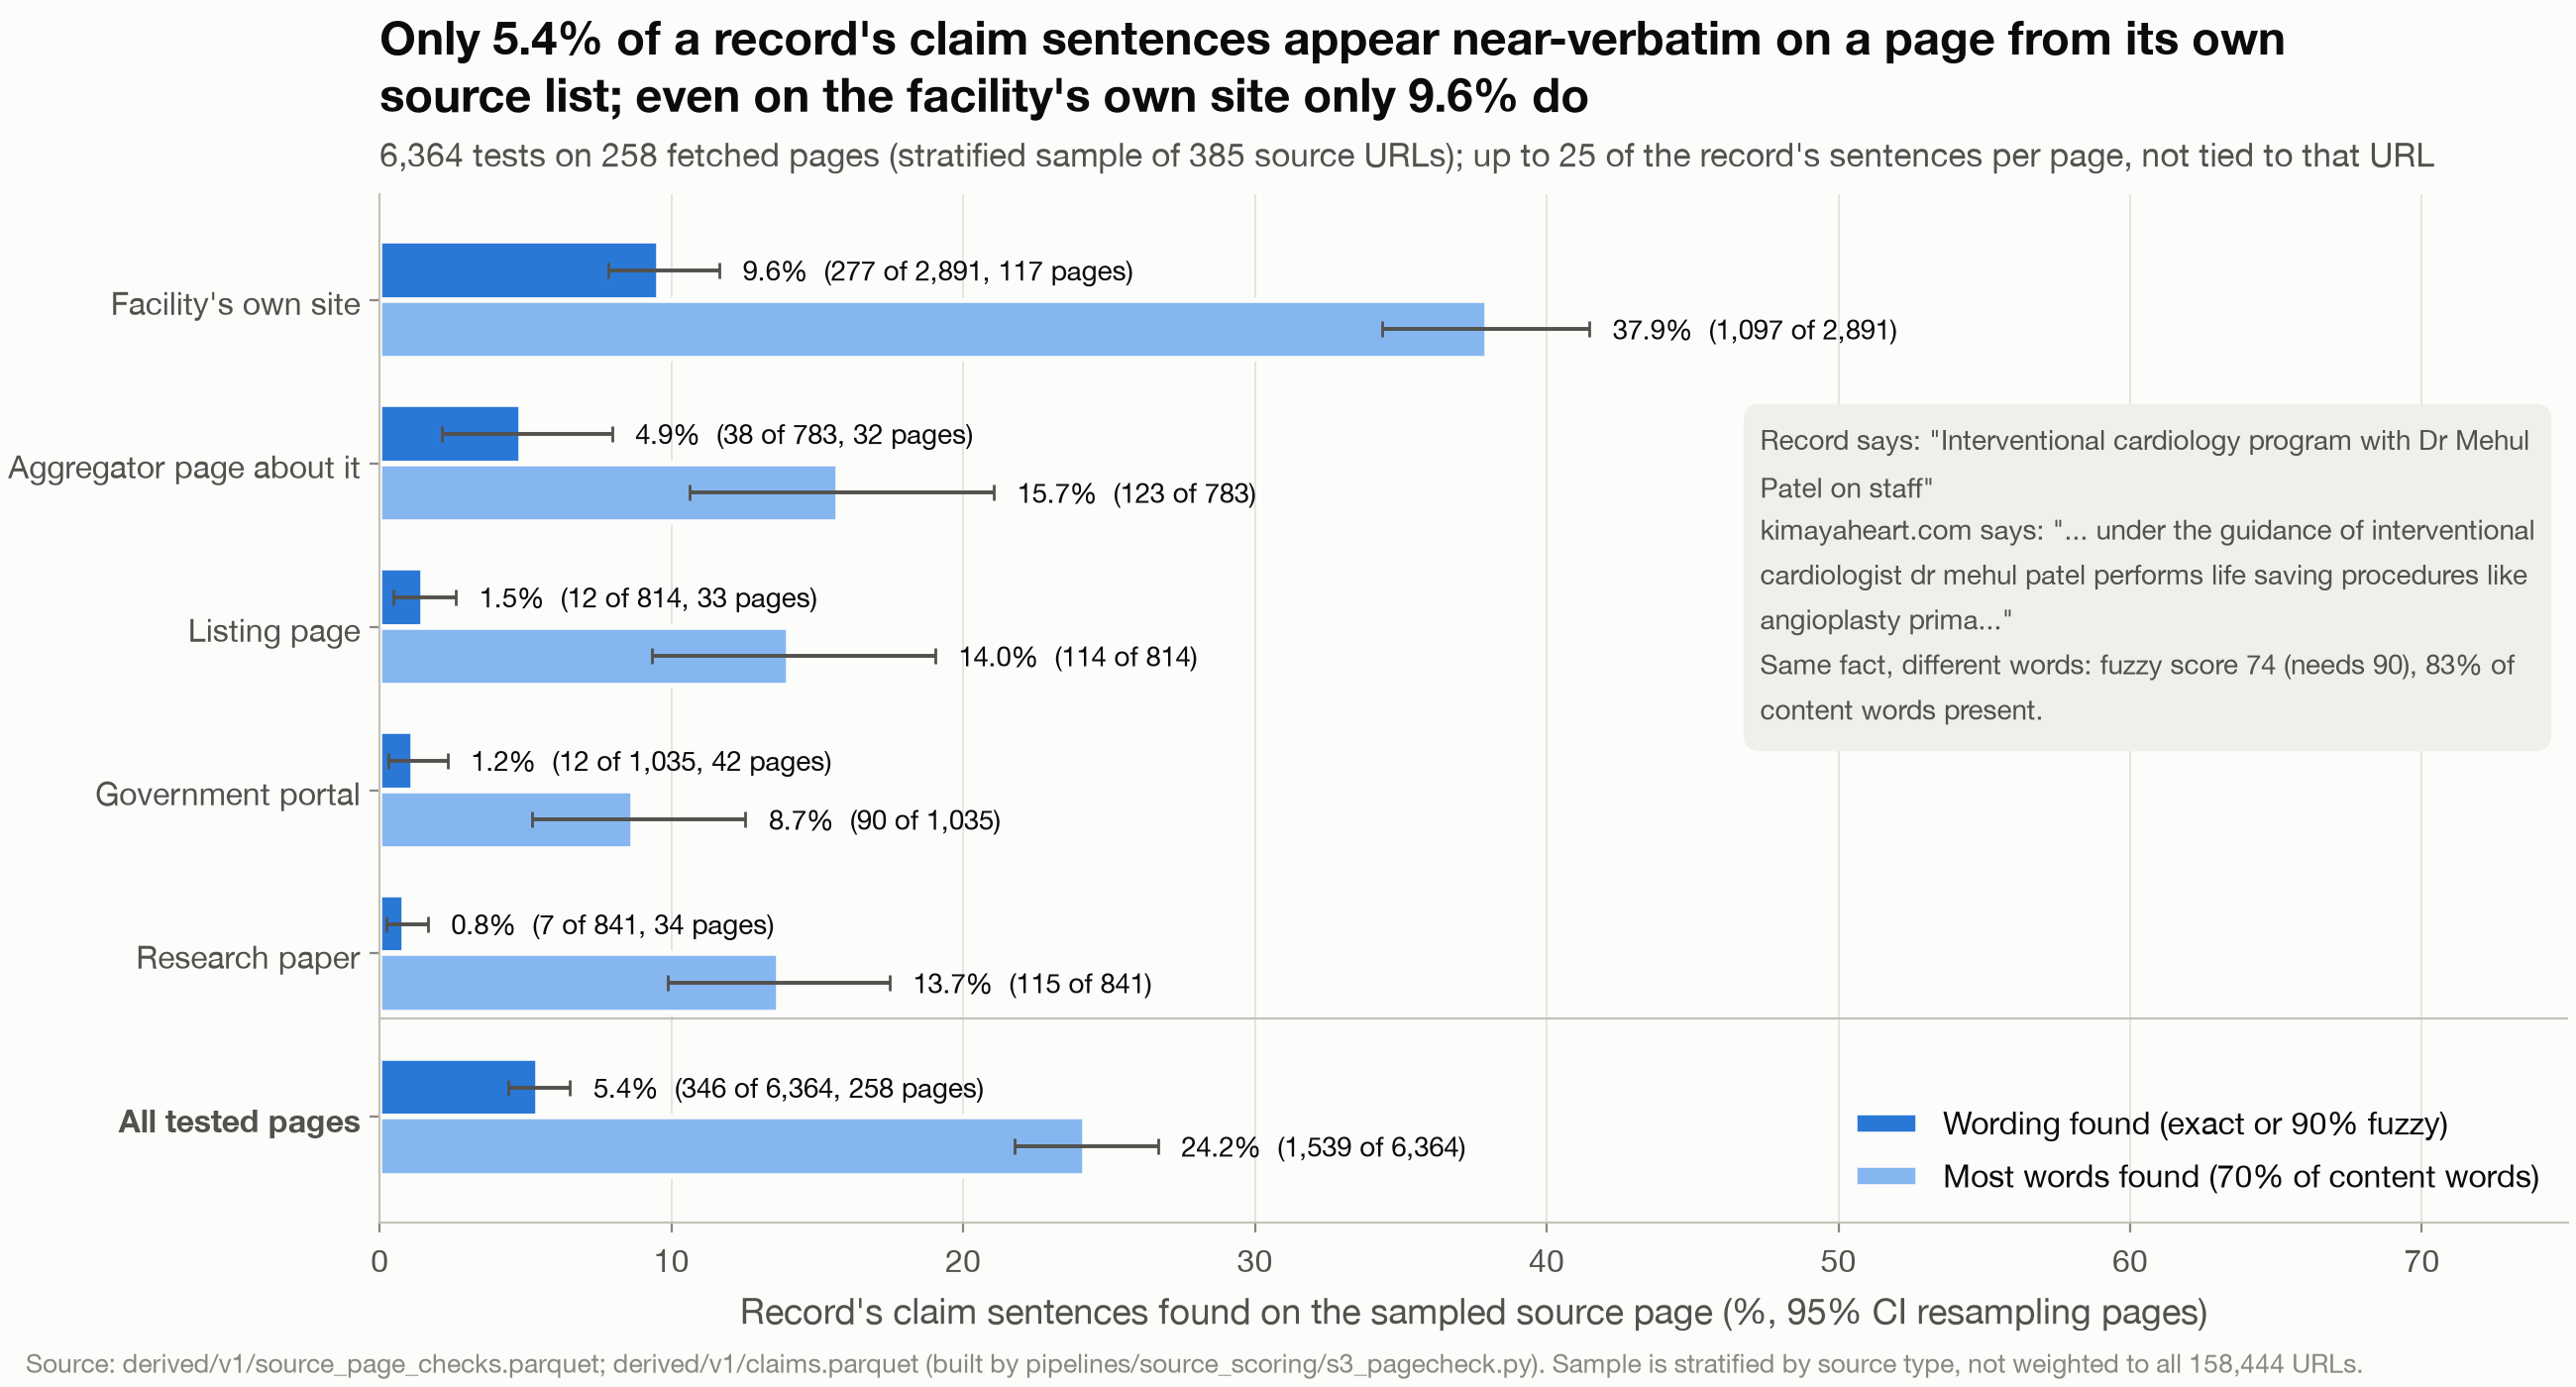 Only 5.4% of a record's claim sentences appear near-verbatim on a page from its own
source list; even on the facility's own site only 9.6% do
6,364 tests on 258 fetched pages (stratified sample of 385 source URLs); up to 25 of the record's sentences per page, not tied to that URL
9.6% (277 of 2,891, 117 pages)
Facility's own site
37.9% (1,097 of 2,891)
4.9% (38 of 783, 32 pages)
Aggregator page about it
15.7% (123 of 783)
1.5% (12 of 814, 33 pages)
Listing page
14.0% (114 of 814)
1.2% (12 of 1,035, 42 pages)
Government portal
8.7% (90 of 1,035)
0.8% (7 of 841, 34 pages)
Research paper
13.7% (115 of 841)
5.4% (346 of 6,364, 258 pages)
All tested pages
24.2% (1,539 of 6,364)
Record says: "Interventional cardiology program with Dr Mehul
Patel on staff"
kimayaheart.com says: "... under the guidance of interventional
cardiologist dr mehul patel performs life saving procedures like
angioplasty prima..."
Same fact, different words: fuzzy score 74 (needs 90), 83% of
content words present.
Wording found (exact or 90% fuzzy)
Most words found (70% of content words)
0 10 20 30 40 50 60 70
Record's claim sentences found on the sampled source page (%, 95% CI resampling pages)
Source: derived/v1/source_page_checks.parquet; derived/v1/claims.parquet (built by pipelines/source_scoring/s3_pagecheck.py). Sample is stratified by source type, not weighted to all 158,444 URLs.